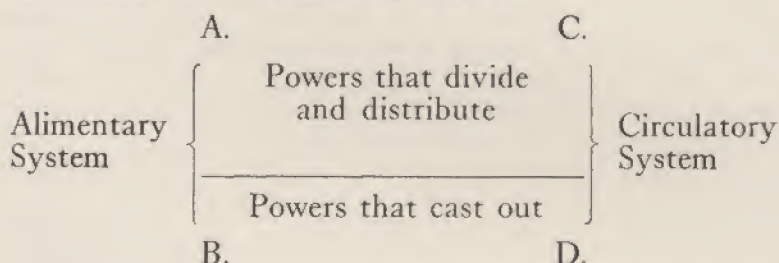 A. C.
Powers that divide
and distribute
Alimentary
System
Circulatory
System
Powers that cast out
B. D.